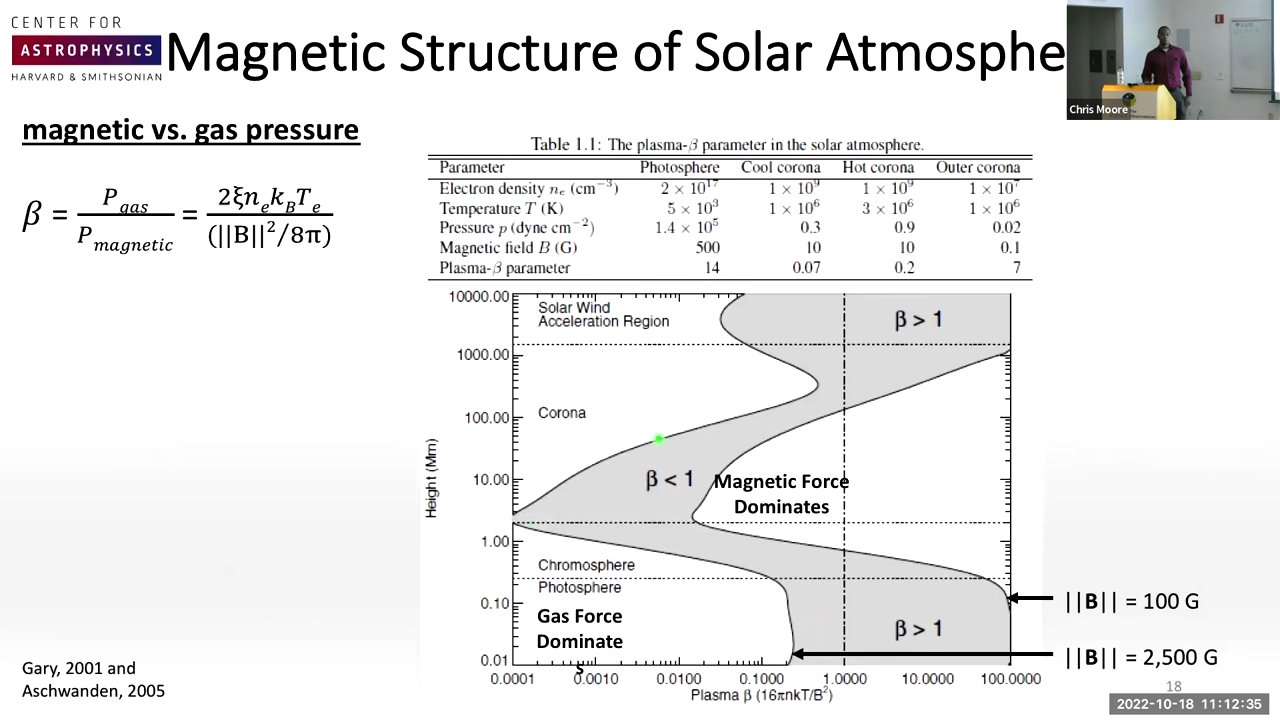 CENTER FOR
ASTROPHYSICS
HARVARD & SMITHSONIAN
Magnetic Structure of Solar Atmosphe
Chris Moore
magnetic vs. gas pressure
β = P_gas / P_magnetic = 2ξn_e k_B T_e / (||B||²/8π)
Table 1.1: The plasma-β parameter in the solar atmosphere.
Parameter Photosphere Cool corona Hot corona Outer corona
Electron density nₑ (cm⁻³) 2 × 10¹⁷ 1 × 10⁹ 1 × 10⁹ 1 × 10⁷
Temperature T (K) 5 × 10³ 1 × 10⁶ 3 × 10⁶ 1 × 10⁶
Pressure p (dyne cm⁻²) 1.4 × 10⁵ 0.3 0.9 0.02
Magnetic field B (G) 500 10 10 0.1
Plasma-β parameter 14 0.07 0.2 7
10000.00
Solar Wind
Acceleration Region
β > 1
1000.00
Corona
100.00
β < 1
Magnetic Force
Dominates
10.00
Height (Mm)
1.00
Chromosphere
Photosphere
0.10
Gas Force
Dominate
s
β > 1
0.01
||B|| = 100 G
||B|| = 2,500 G
0.0001 0.0010 0.0100 0.1000 1.0000 10.0000 100.0000
Plasma β (16πnkT/B²)
Gary, 2001 and
Aschwanden, 2005
18
2022-10-18 11:12:35